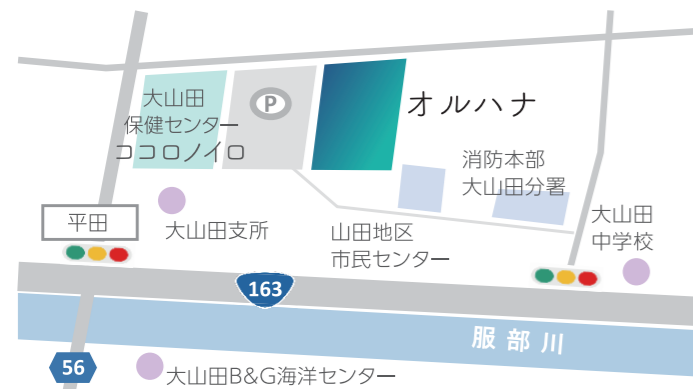 大山田
保健センター
ココロノイロ
P
オルハナ
消防本部
大山田分署
平田
大山田支所
山田地区
市民センター
大山田
中学校
163
服部川
56
大山田B&G海洋センター